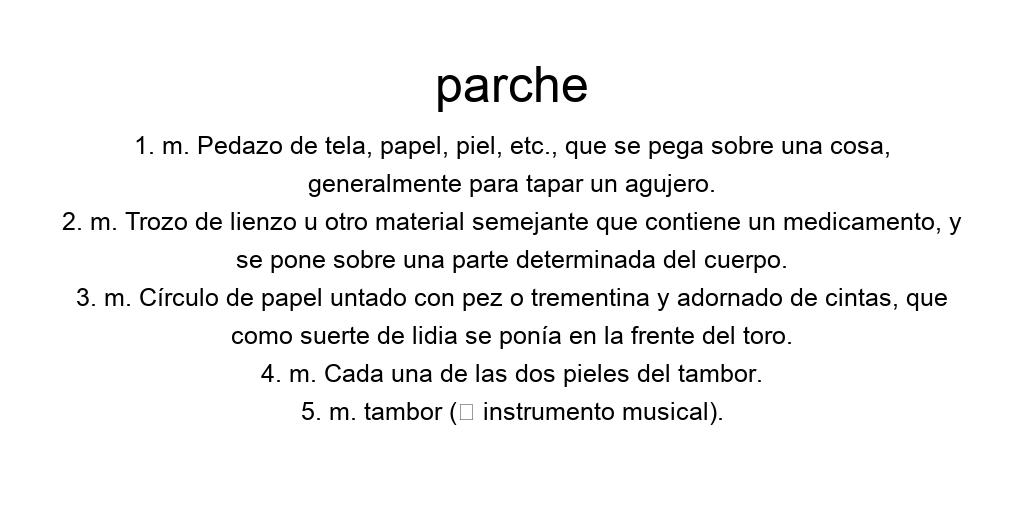 parche
1. m. Pedazo de tela, papel, piel, etc., que se pega sobre una cosa,
generalmente para tapar un agujero.
2. m. Trozo de lienzo u otro material semejante que contiene un medicamento, y
se pone sobre una parte determinada del cuerpo.
3. m. Círculo de papel untado con pez o trementina y adornado de cintas, que
como suerte de lidia se ponía en la frente del toro.
4. m. Cada una de las dos pieles del tambor.
5. m. tambor (▯ instrumento musical).